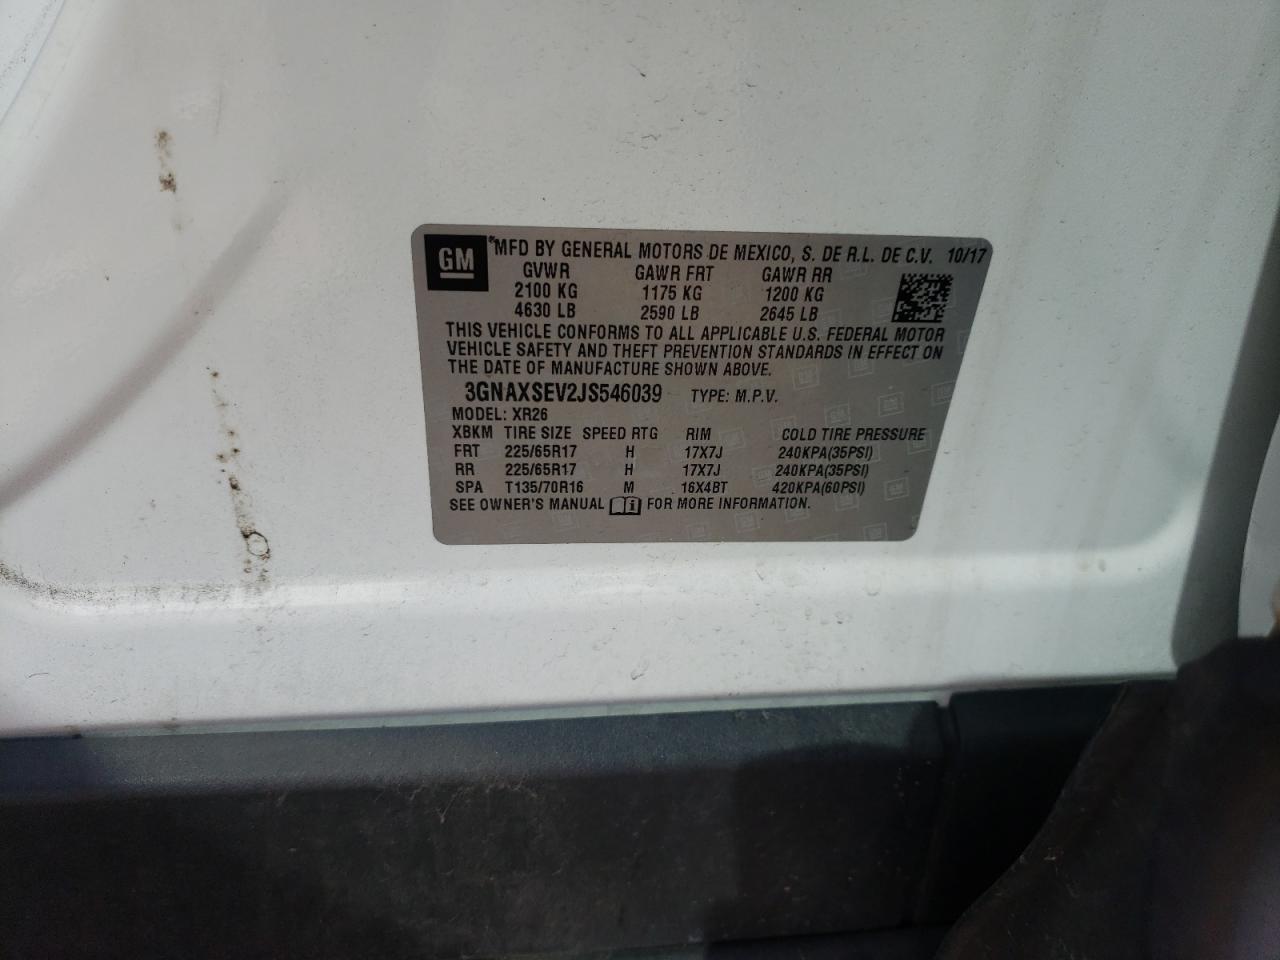 GM *MFD BY GENERAL MOTORS DE MEXICO, S. DE R.L. DE C.V. 10/17
GVWR GAWR FRT GAWR RR
2100 KG 1175 KG 1200 KG
4630 LB 2590 LB 2645 LB
THIS VEHICLE CONFORMS TO ALL APPLICABLE U.S. FEDERAL MOTOR
VEHICLE SAFETY AND THEFT PREVENTION STANDARDS IN EFFECT ON
THE DATE OF MANUFACTURE SHOWN ABOVE.
3GNAXSEV2JS546039 TYPE: M.P.V.
MODEL: XR26
XBKM TIRE SIZE SPEED RTG RIM COLD TIRE PRESSURE
FRT 225/65R17 H 17X7J 240KPA(35PSI)
RR 225/65R17 H 17X7J 240KPA(35PSI)
SPA T135/70R16 M 16X4BT 420KPA(60PSI)
SEE OWNER'S MANUAL i FOR MORE INFORMATION.